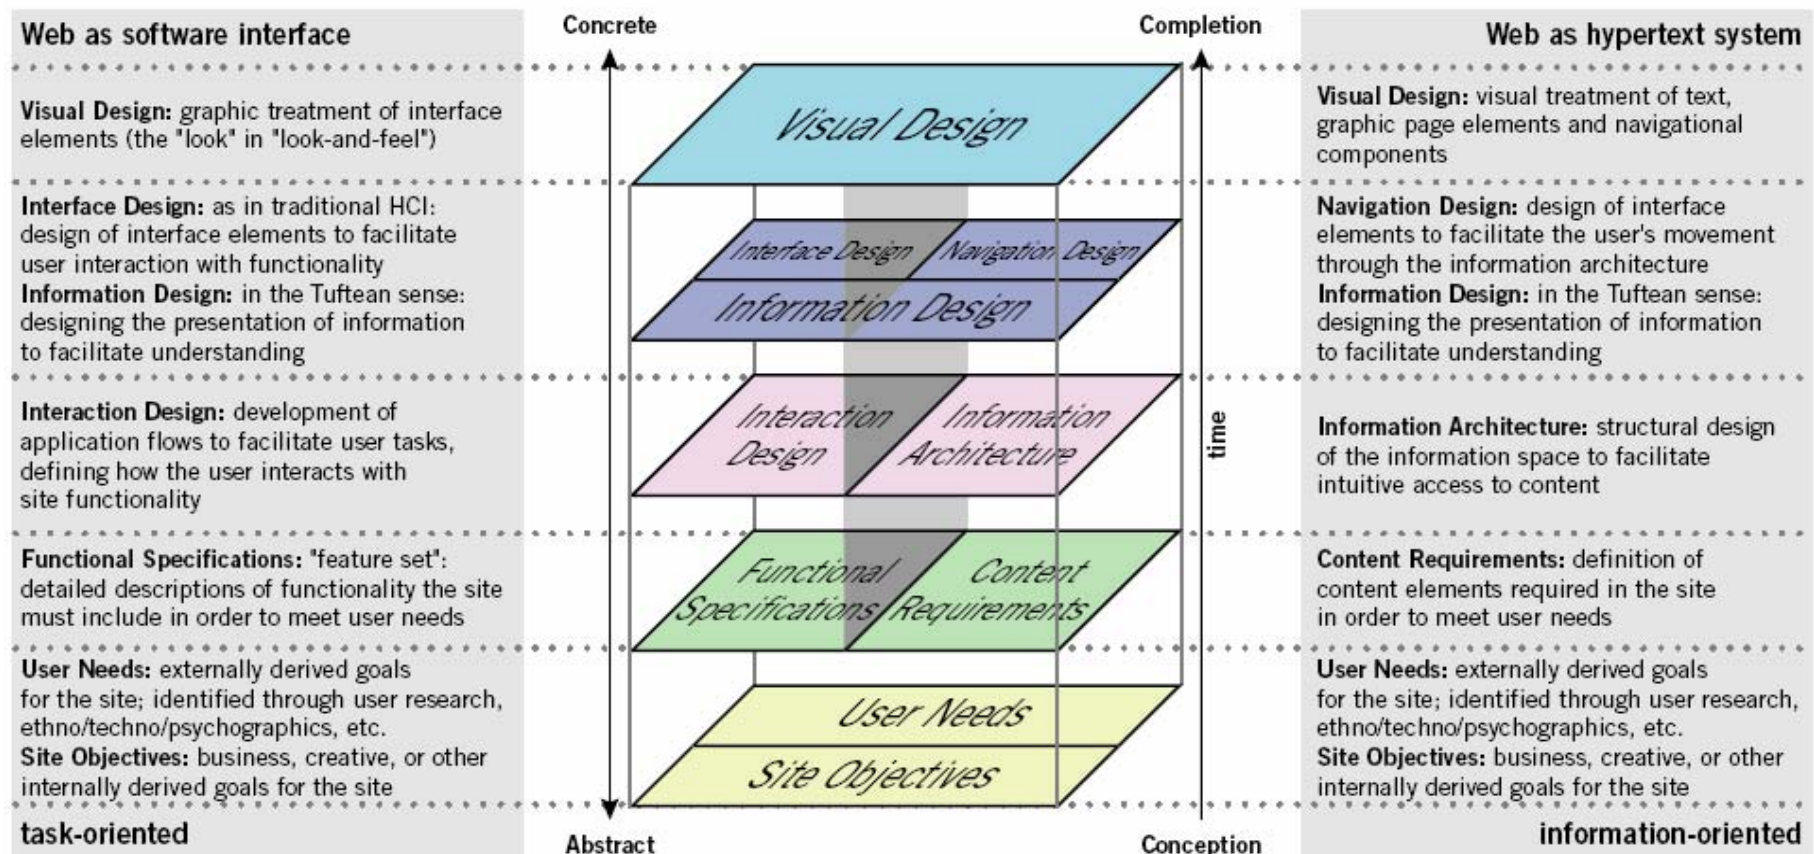 Web as software interface
Visual Design: graphic treatment of interface
elements (the "look" in "look-and-feel")
Interface Design: as in traditional HCI:
design of interface elements to facilitate
user interaction with functionality
Information Design: in the Tuftean sense:
designing the presentation of information
to facilitate understanding
Interaction Design: development of
application flows to facilitate user tasks,
defining how the user interacts with
site functionality
Functional Specifications: "feature set":
detailed descriptions of functionality the site
must include in order to meet user needs
User Needs: externally derived goals
for the site; identified through user research,
ethno/techno/psychographics, etc.
Site Objectives: business, creative, or other
internally derived goals for the site
task-oriented
Concrete
Completion
Visual Design
Interface Design
Navigation Design
Information Design
Interaction
Design
Information
Architecture
time
Functional
Specifications
Content
Requirements
User Needs
Site Objectives
Abstract
Conception
Web as hypertext system
Visual Design: visual treatment of text,
graphic page elements and navigational
components
Navigation Design: design of interface
elements to facilitate the user's movement
through the information architecture
Information Design: in the Tuftean sense:
designing the presentation of information
to facilitate understanding
Information Architecture: structural design
of the information space to facilitate
intuitive access to content
Content Requirements: definition of
content elements required in the site
in order to meet user needs
User Needs: externally derived goals
for the site; identified through user research,
ethno/techno/psychographics, etc.
Site Objectives: business, creative, or other
internally derived goals for the site
information-oriented